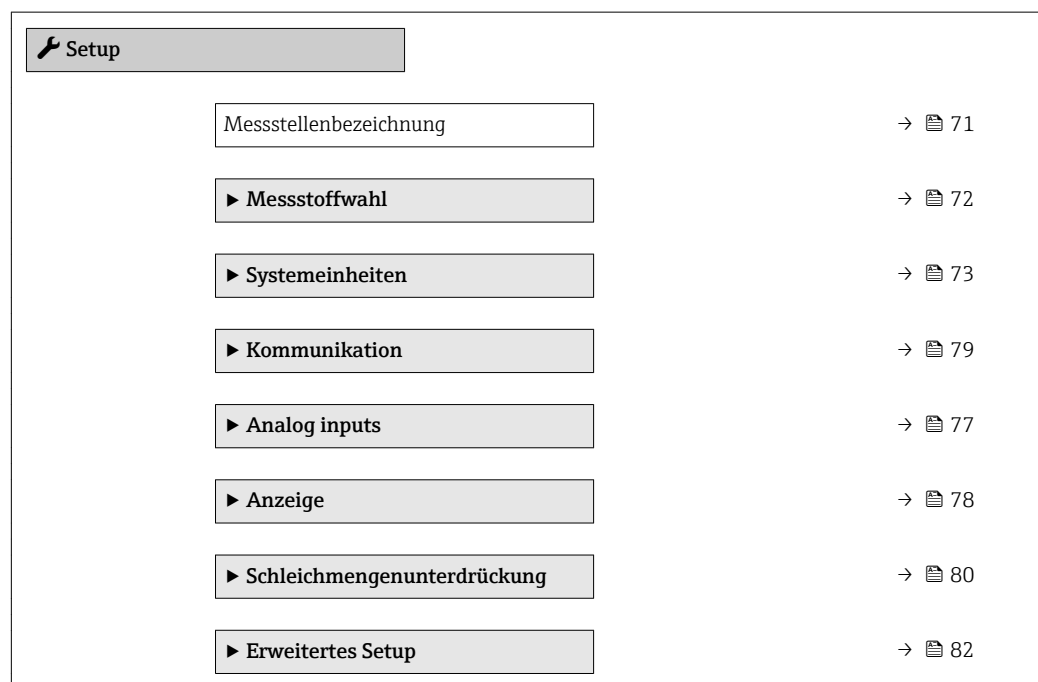 Setup
Messstellenbezeichnung → 71
▶ Messstoffwahl → 72
▶ Systemeinheiten → 73
▶ Kommunikation → 79
▶ Analog inputs → 77
▶ Anzeige → 78
▶ Schleichmengenunterdrückung → 80
▶ Erweitertes Setup → 82